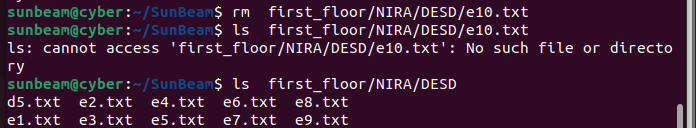 sunbeam@cyber:~/SunBeam$ rm  first_floor/NIRA/DESD/e10.txt
sunbeam@cyber:~/SunBeam$ ls  first_floor/NIRA/DESD/e10.txt
ls: cannot access 'first_floor/NIRA/DESD/e10.txt': No such file or directo
ry
sunbeam@cyber:~/SunBeam$ ls  first_floor/NIRA/DESD
d5.txt  e2.txt  e4.txt  e6.txt  e8.txt
e1.txt  e3.txt  e5.txt  e7.txt  e9.txt